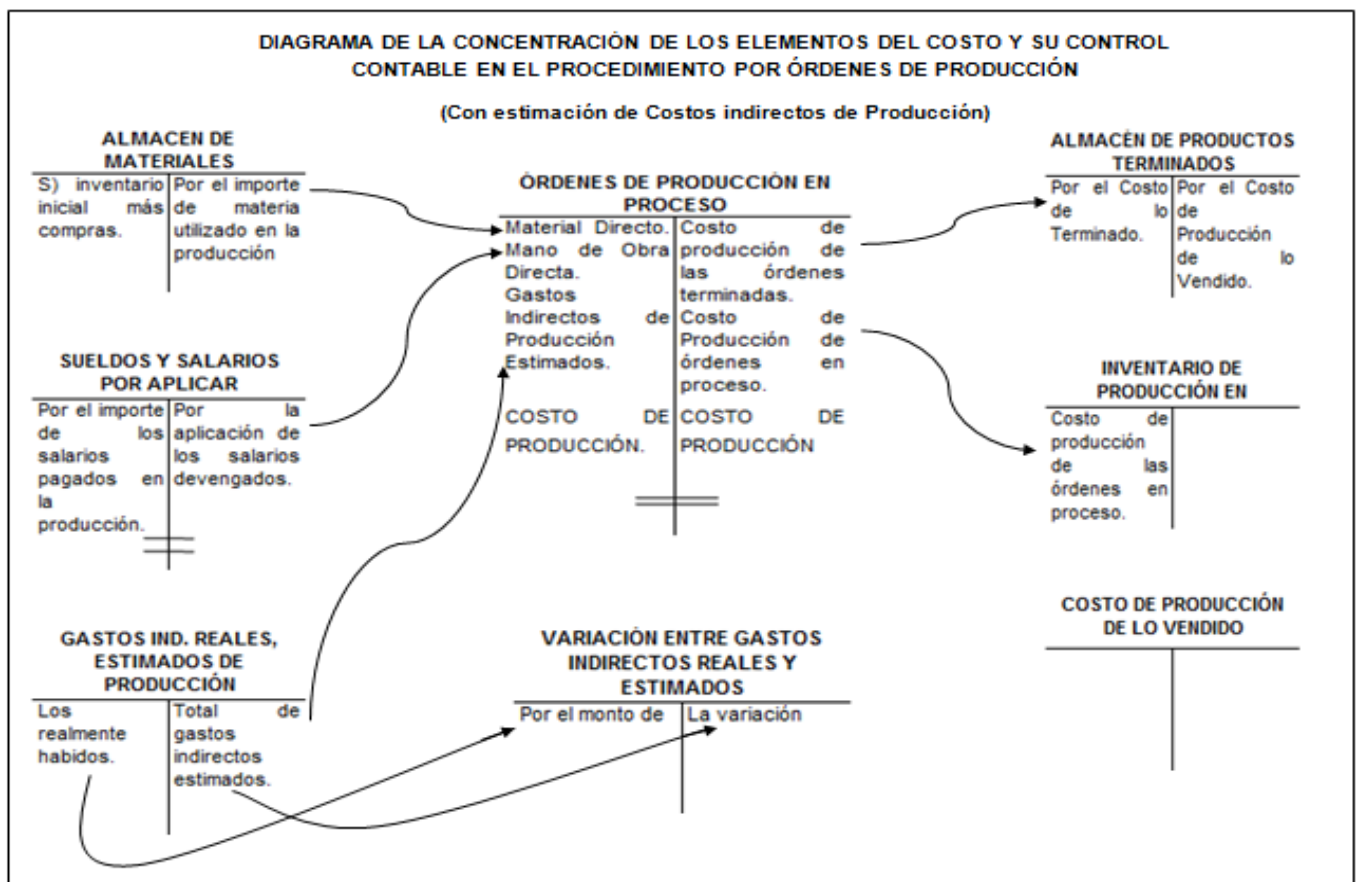 DIAGRAMA DE LA CONCENTRACIÓN DE LOS ELEMENTOS DEL COSTO Y SU CONTROL
CONTABLE EN EL PROCEDIMIENTO POR ÓRDENES DE PRODUCCIÓN
(Con estimación de Costos indirectos de Producción)
ALMACEN DE
MATERIALES
S) inventario
inicial más
compras.
Por el importe
de materia
utilizado en la
producción
SUELDOS Y SALARIOS
POR APLICAR
Por el importe
de los
salarios
pagados en
la
producción.
Por la
aplicación de
los salarios
devengados.
GASTOS IND. REALES,
ESTIMADOS DE
PRODUCCIÓN
Los
realmente
habidos.
Total de
gastos
indirectos
estimados.
ÓRDENES DE PRODUCCIÓN EN
PROCESO
Material Directo.
Mano de Obra
Directa.
Gastos
Indirectos de
Producción
Estimados.
COSTO DE
PRODUCCIÓN.
Costo de
producción de
las órdenes
terminadas.
Costo de
Producción de
órdenes en
proceso.
COSTO DE
PRODUCCIÓN
VARIACIÓN ENTRE GASTOS
INDIRECTOS REALES Y
ESTIMADOS
Por el monto de
La variación
ALMACÉN DE PRODUCTOS
TERMINADOS
Por el Costo
de lo
Terminado.
Por el Costo
de
Producción
de lo
Vendido.
INVENTARIO DE
PRODUCCIÓN EN
Costo de
producción
de las
órdenes en
proceso.
COSTO DE PRODUCCIÓN
DE LO VENDIDO